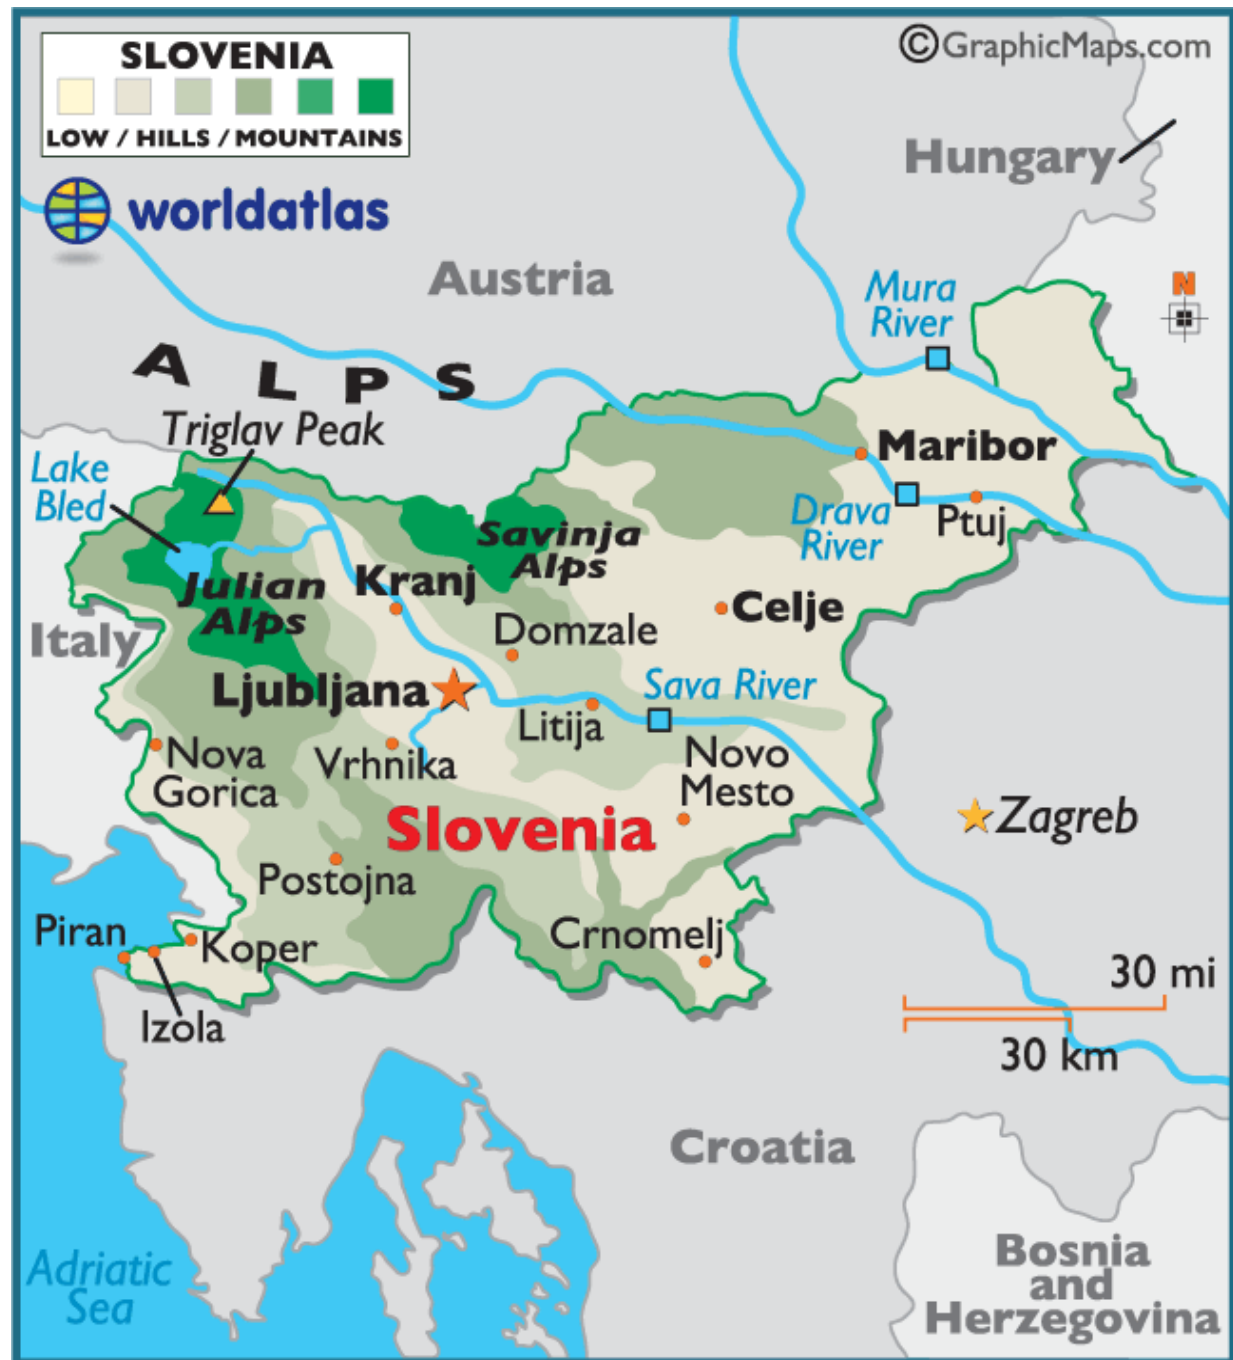 SLOVENIA
LOW / HILLS / MOUNTAINS
©GraphicMaps.com
worldatlas
Hungary
Austria
Mura
River
N
ALPS
Triglav Peak
Lake
Bled
Maribor
Drava
River
Ptuj
Savinja
Alps
Julian
Alps
Kranj
Celje
Italy
Domzale
Ljubljana
Sava River
Litija
Nova
Gorica
Vrhnika
Novo
Mesto
Slovenia
Zagreb
Postojna
Piran
Koper
Crnomelj
Izola
30 mi
30 km
Croatia
Adriatic
Sea
Bosnia
and
Herzegovina